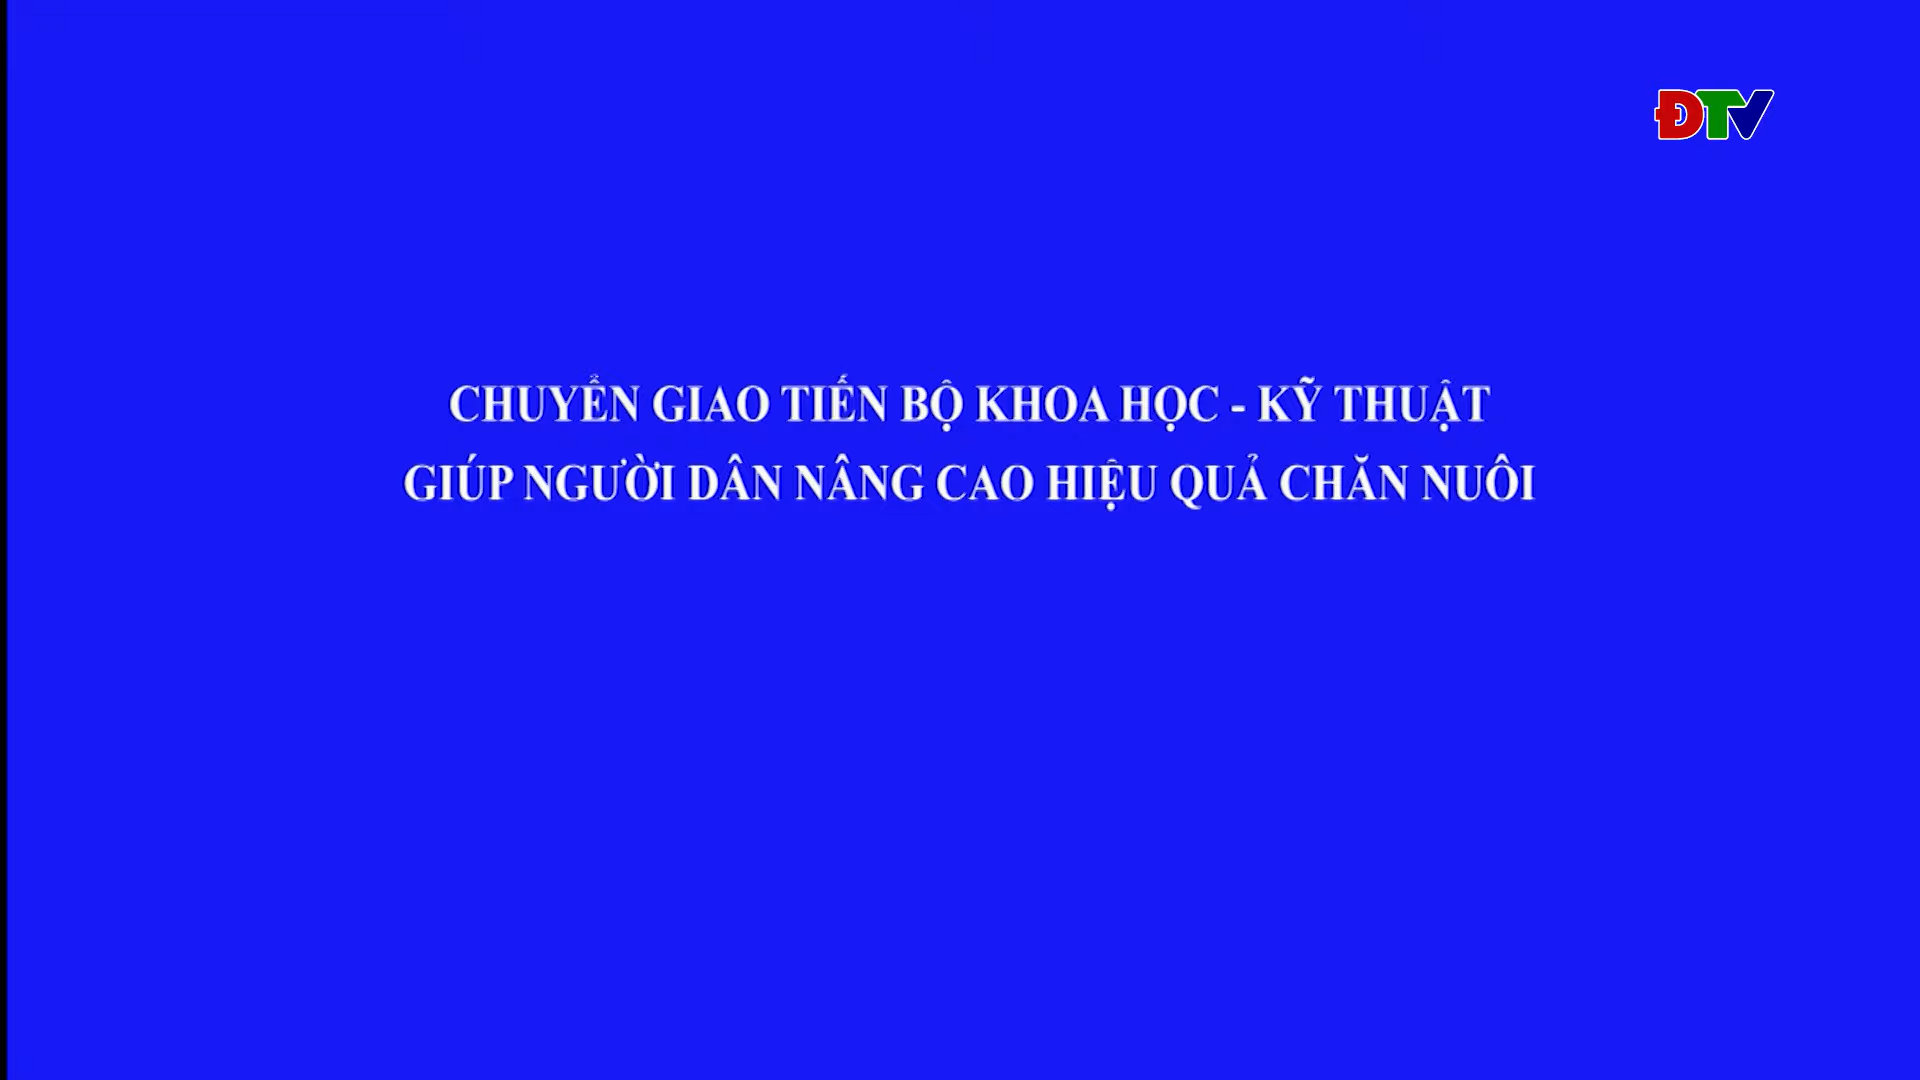 ĐTV
CHUYỂN GIAO TIẾN BỘ KHOA HỌC - KỸ THUẬT
GIÚP NGƯỜI DÂN NÂNG CAO HIỆU QUẢ CHĂN NUÔI